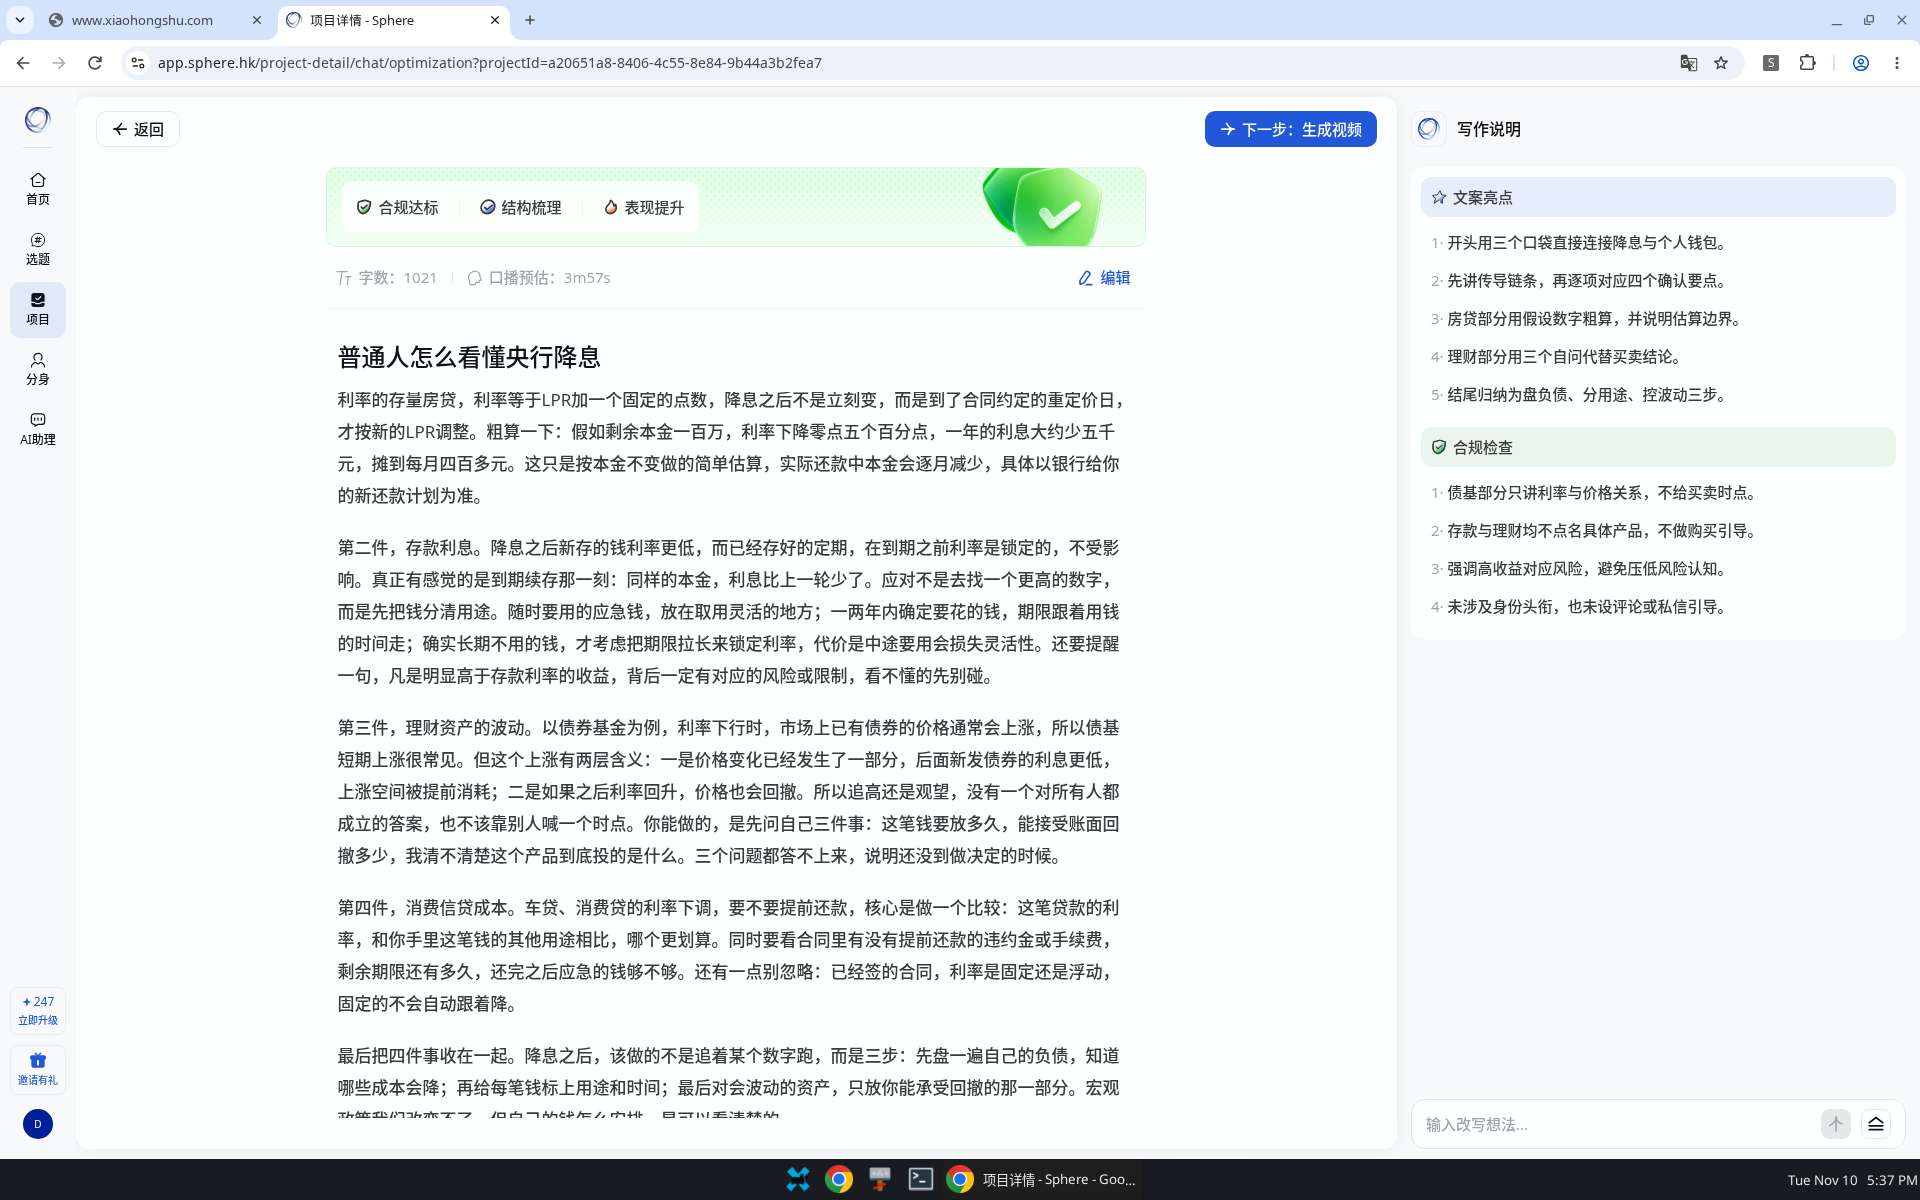 www.xiaohongshu.com
项目详情 - Sphere
app.sphere.hk/project-detail/chat/optimization?projectId=a20651a8-8406-4c55-8e84-9b44a3b2fea7
S
首页
选题
项目
分身
AI助理
247
立即升级
邀请有礼
D
返回
下一步：生成视频
合规达标
结构梳理
表现提升
字数：1021
口播预估：3m57s
编辑
普通人怎么看懂央行降息
利率的存量房贷，利率等于LPR加一个固定的点数，降息之后不是立刻变，而是到了合同约定的重定价日，
才按新的LPR调整。粗算一下：假如剩余本金一百万，利率下降零点五个百分点，一年的利息大约少五千
元，摊到每月四百多元。这只是按本金不变做的简单估算，实际还款中本金会逐月减少，具体以银行给你
的新还款计划为准。
第二件，存款利息。降息之后新存的钱利率更低，而已经存好的定期，在到期之前利率是锁定的，不受影
响。真正有感觉的是到期续存那一刻：同样的本金，利息比上一轮少了。应对不是去找一个更高的数字，
而是先把钱分清用途。随时要用的应急钱，放在取用灵活的地方；一两年内确定要花的钱，期限跟着用钱
的时间走；确实长期不用的钱，才考虑把期限拉长来锁定利率，代价是中途要用会损失灵活性。还要提醒
一句，凡是明显高于存款利率的收益，背后一定有对应的风险或限制，看不懂的先别碰。
第三件，理财资产的波动。以债券基金为例，利率下行时，市场上已有债券的价格通常会上涨，所以债基
短期上涨很常见。但这个上涨有两层含义：一是价格变化已经发生了一部分，后面新发债券的利息更低，
上涨空间被提前消耗；二是如果之后利率回升，价格也会回撤。所以追高还是观望，没有一个对所有人都
成立的答案，也不该靠别人喊一个时点。你能做的，是先问自己三件事：这笔钱要放多久，能接受账面回
撤多少，我清不清楚这个产品到底投的是什么。三个问题都答不上来，说明还没到做决定的时候。
第四件，消费信贷成本。车贷、消费贷的利率下调，要不要提前还款，核心是做一个比较：这笔贷款的利
率，和你手里这笔钱的其他用途相比，哪个更划算。同时要看合同里有没有提前还款的违约金或手续费，
剩余期限还有多久，还完之后应急的钱够不够。还有一点别忽略：已经签的合同，利率是固定还是浮动，
固定的不会自动跟着降。
最后把四件事收在一起。降息之后，该做的不是追着某个数字跑，而是三步：先盘一遍自己的负债，知道
哪些成本会降；再给每笔钱标上用途和时间；最后对会波动的资产，只放你能承受回撤的那一部分。宏观
政策我们改变不了，但自己的钱怎么安排，是可以看清楚的
写作说明
文案亮点
1· 开头用三个口袋直接连接降息与个人钱包。
2· 先讲传导链条，再逐项对应四个确认要点。
3· 房贷部分用假设数字粗算，并说明估算边界。
4· 理财部分用三个自问代替买卖结论。
5· 结尾归纳为盘负债、分用途、控波动三步。
合规检查
1· 债基部分只讲利率与价格关系，不给买卖时点。
2· 存款与理财均不点名具体产品，不做购买引导。
3· 强调高收益对应风险，避免压低风险认知。
4· 未涉及身份头衔，也未设评论或私信引导。
输入改写想法...
项目详情 - Sphere - Goo...
Tue Nov 10 5:37 PM